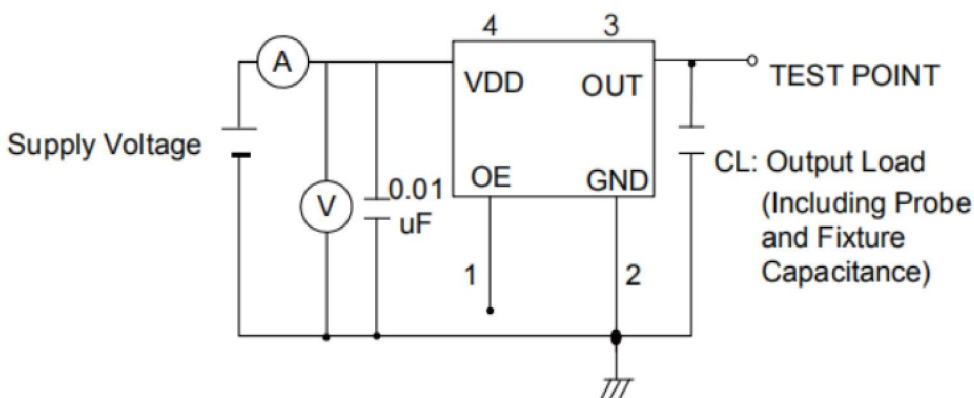 4
3
A
VDD
OUT
TEST POINT
Supply Voltage
V
0.01
uF
OE
GND
CL: Output Load
(Including Probe
and Fixture
Capacitance)
1
2